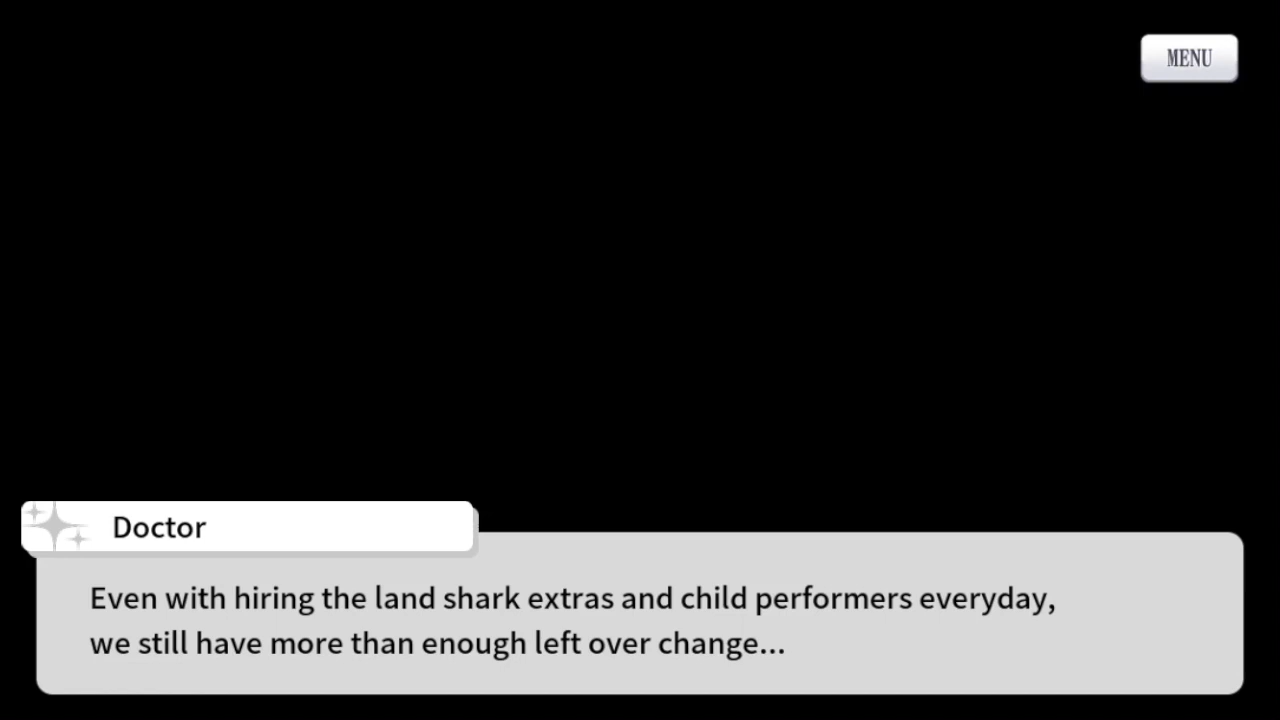 MENU
Doctor
Even with hiring the land shark extras and child performers everyday,
we still have more than enough left over change...